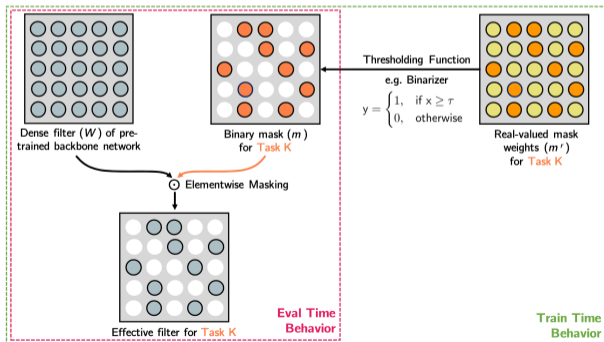 Dense filter (W) of pre-
trained backbone network
Binary mask (m)
for Task K
Thresholding Function
e.g. Binarizer
y = {1, if x ≥ τ
0, otherwise
Real-valued mask
weights (m′)
for Task K
⊙ Elementwise Masking
Effective filter for Task K
Eval Time
Behavior
Train Time
Behavior